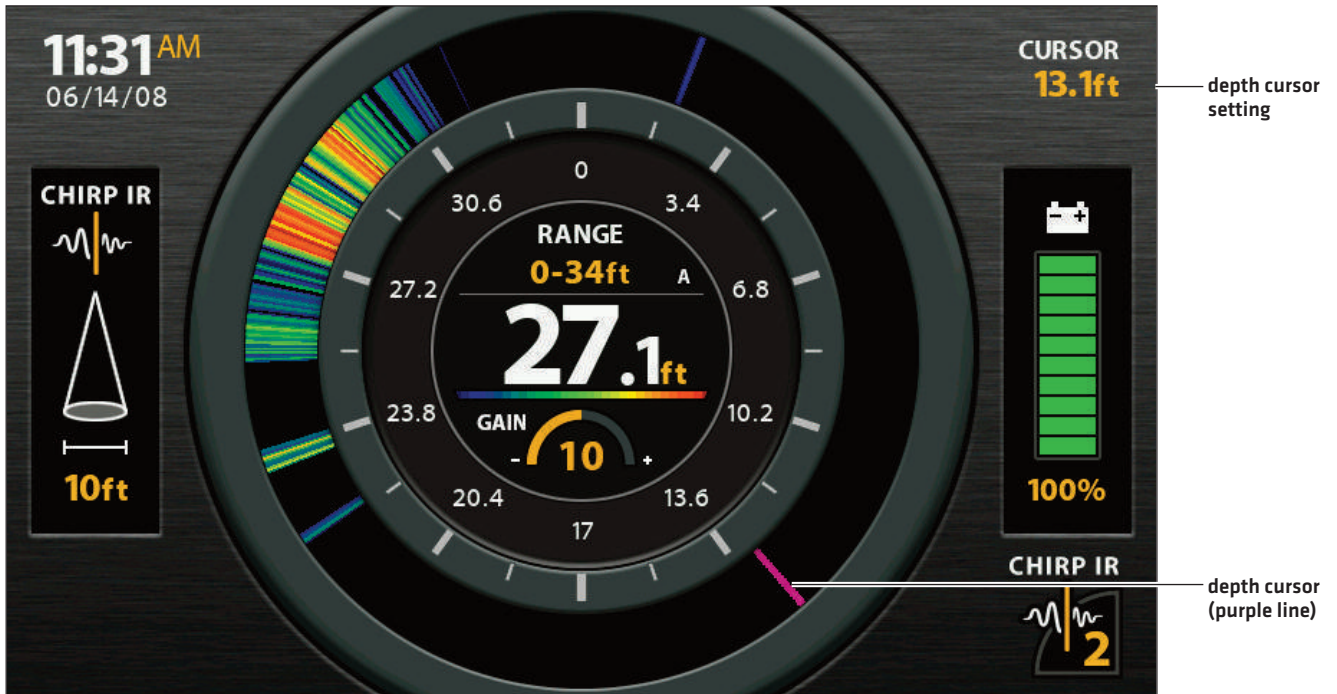 11:31 AM
06/14/08
CURSOR
13.1ft
depth cursor
setting
CHIRP IR
10ft
0
3.4
6.8
10.2
13.6
17
20.4
23.8
27.2
30.6
RANGE
0-34ft A
27.1ft
GAIN
- 10 +
- +
100%
CHIRP IR
2
depth cursor
(purple line)